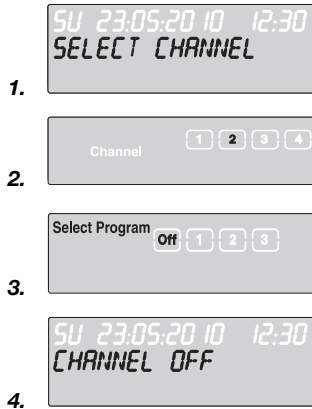 SU 23:05:20 10 12:30
SELECT CHANNEL
1.
1 2 3 4
Channel
2.
Select Program Off 1 2 3
3.
SU 23:05:20 10 12:30
CHANNEL OFF
4.